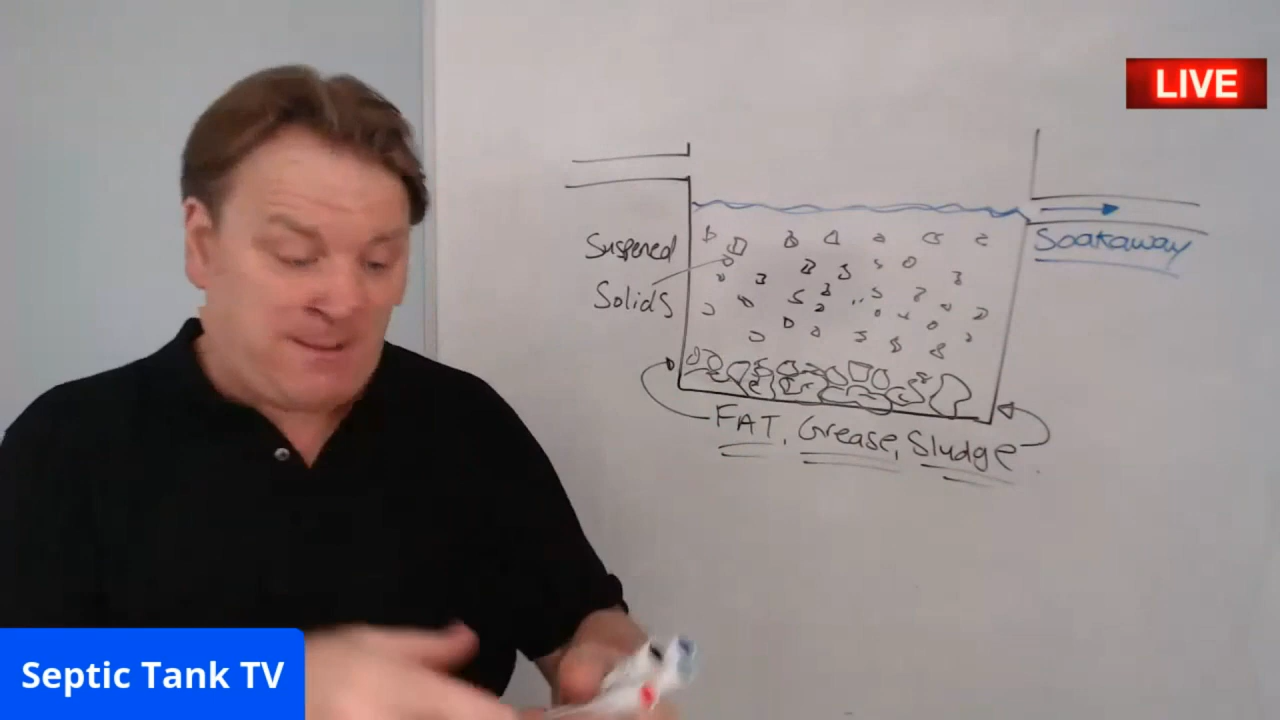 LIVE
Suspened
Solids
Soakaway
FAT, Grease, Sludge
Septic Tank TV